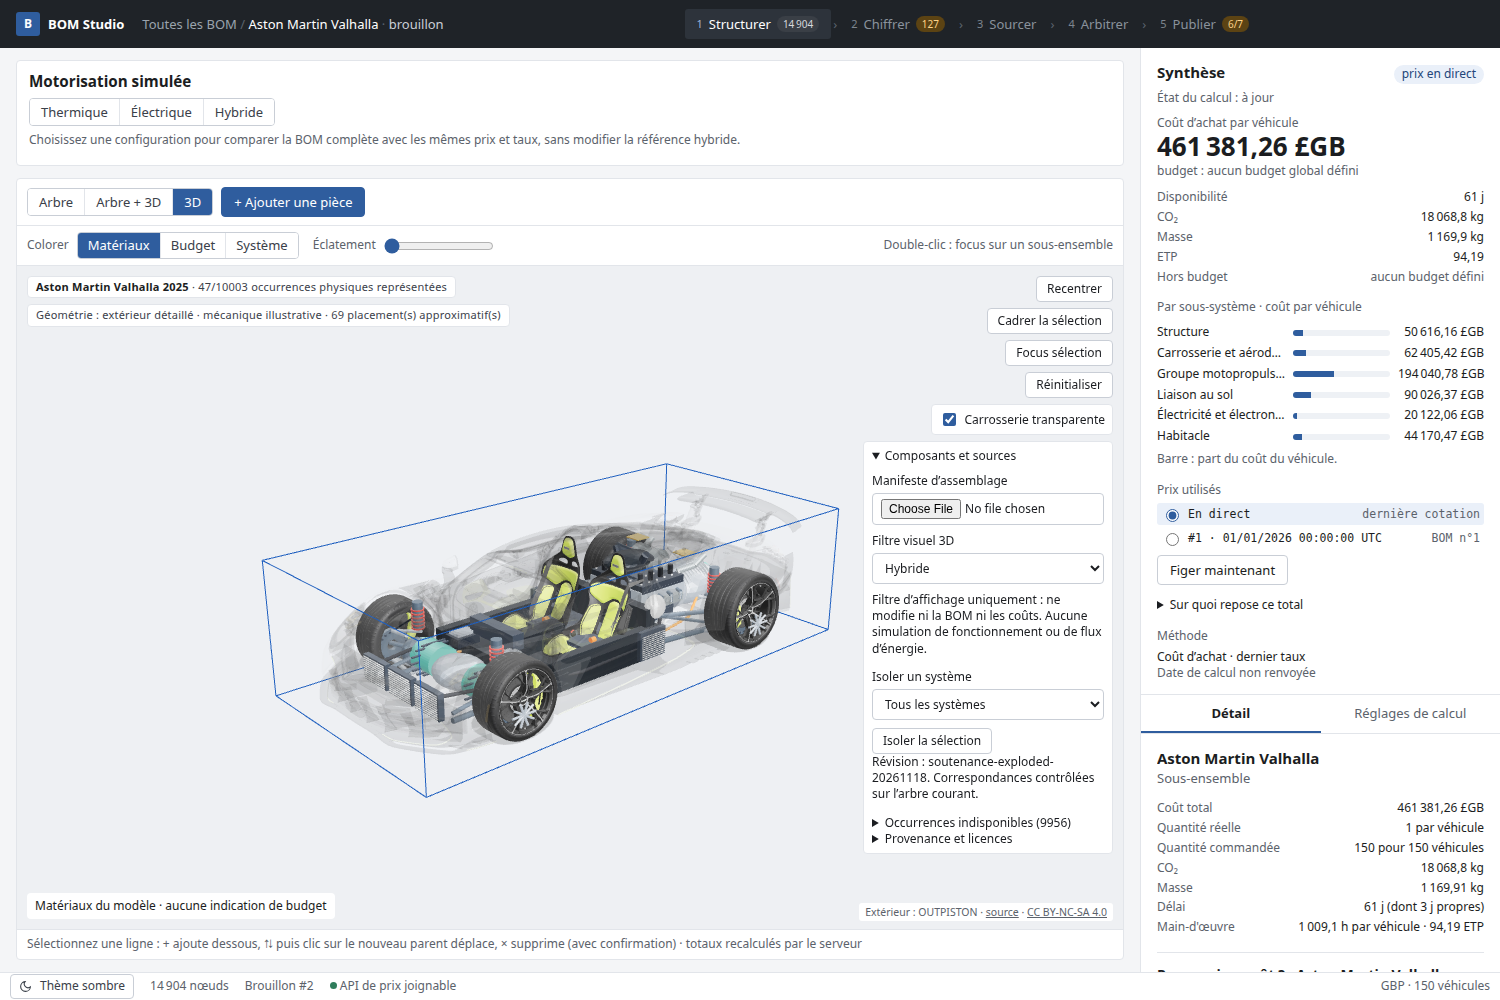 B BOM Studio Toutes les BOM / Aston Martin Valhalla · brouillon 1 Structurer 14 904 › 2 Chiffrer 127 › 3 Sourcer › 4 Arbitrer › 5 Publier 6/7
Motorisation simulée
Thermique Électrique Hybride
Choisissez une configuration pour comparer la BOM complète avec les mêmes prix et taux, sans modifier la référence hybride.
Arbre Arbre + 3D 3D + Ajouter une pièce
Colorer Matériaux Budget Système Éclatement Double-clic : focus sur un sous-ensemble
Aston Martin Valhalla 2025 · 47/10003 occurrences physiques représentées
Géométrie : extérieur détaillé · mécanique illustrative · 69 placement(s) approximatif(s)
Recentrer
Cadrer la sélection
Focus sélection
Réinitialiser
Carrosserie transparente
▼ Composants et sources
Manifeste d’assemblage
Choose File No file chosen
Filtre visuel 3D
Hybride
Filtre d’affichage uniquement : ne
modifie ni la BOM ni les coûts. Aucune
simulation de fonctionnement ou de flux
d’énergie.
Isoler un système
Tous les systèmes
Isoler la sélection
Révision : soutenance-exploded-
20261118. Correspondances contrôlées
sur l’arbre courant.
▶ Occurrences indisponibles (9956)
▶ Provenance et licences
Matériaux du modèle · aucune indication de budget
Extérieur : OUTPISTON · source · CC BY-NC-SA 4.0
Sélectionnez une ligne : + ajoute dessous, ⇅ puis clic sur le nouveau parent déplace, × supprime (avec confirmation) · totaux recalculés par le serveur
Synthèse prix en direct
État du calcul : à jour
Coût d’achat par véhicule
461 381,26 £GB
budget : aucun budget global défini
Disponibilité 61 j
CO₂ 18 068,8 kg
Masse 1 169,9 kg
ETP 94,19
Hors budget aucun budget défini
Par sous-système · coût par véhicule
Structure 50 616,16 £GB
Carrosserie et aérod... 62 405,42 £GB
Groupe motopropuls... 194 040,78 £GB
Liaison au sol 90 026,37 £GB
Électricité et électron... 20 122,06 £GB
Habitacle 44 170,47 £GB
Barre : part du coût du véhicule.
Prix utilisés
En direct dernière cotation
#1 · 01/01/2026 00:00:00 UTC BOM n°1
Figer maintenant
▶ Sur quoi repose ce total
Méthode
Coût d’achat · dernier taux
Date de calcul non renvoyée
Détail Réglages de calcul
Aston Martin Valhalla
Sous-ensemble
Coût total 461 381,26 £GB
Quantité réelle 1 par véhicule
Quantité commandée 150 pour 150 véhicules
CO₂ 18 068,8 kg
Masse 1 169,91 kg
Délai 61 j (dont 3 j propres)
Main-d'œuvre 1 009,1 h par véhicule · 94,19 ETP
Thème sombre 14 904 nœuds Brouillon #2 API de prix joignable GBP · 150 véhicules